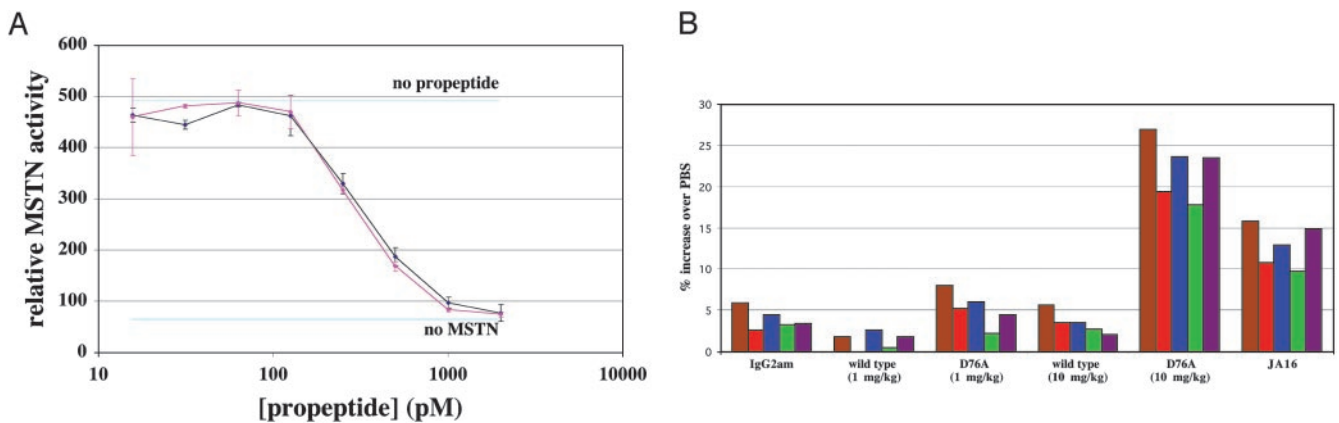 A
relative MSTN activity
600
500
400
300
200
100
0
no propeptide
no MSTN
10
100
1000
10000
[propeptide] (pM)
B
% increase over PBS
30
25
20
15
10
5
0
IgG2am
wild type
(1 mg/kg)
D76A
(1 mg/kg)
wild type
(10 mg/kg)
D76A
(10 mg/kg)
JA16